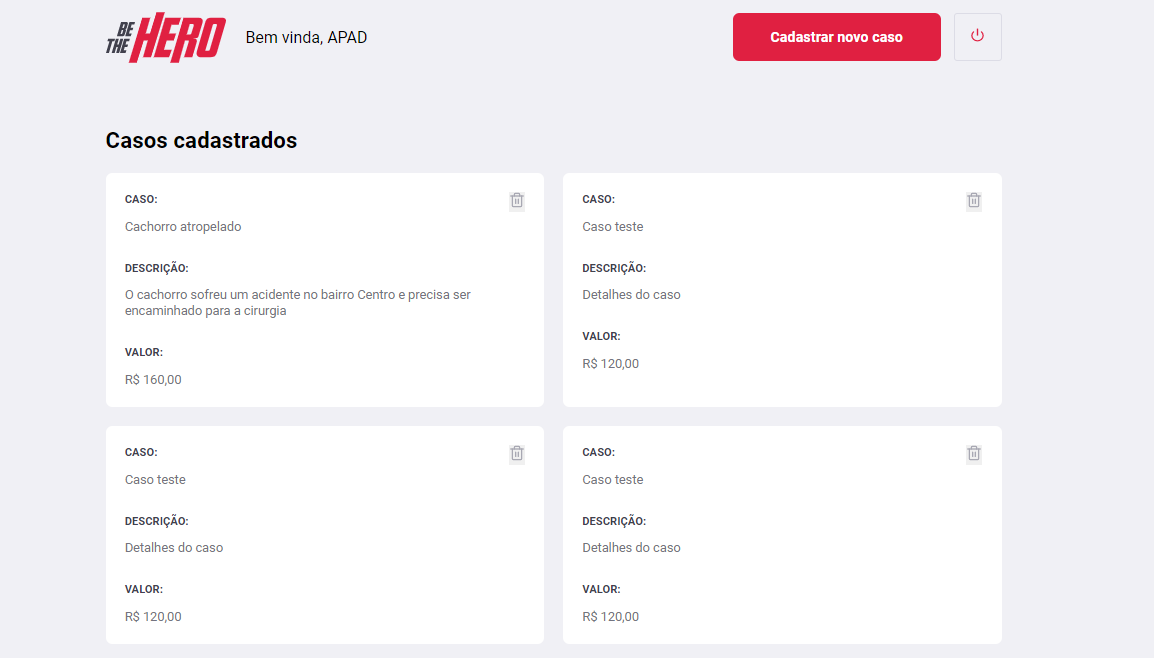 BE THE HERO
Bem vinda, APAD
Cadastrar novo caso
Casos cadastrados
CASO:
Cachorro atropelado
DESCRIÇÃO:
O cachorro sofreu um acidente no bairro Centro e precisa ser
encaminhado para a cirurgia
VALOR:
R$ 160,00
CASO:
Caso teste
DESCRIÇÃO:
Detalhes do caso
VALOR:
R$ 120,00
CASO:
Caso teste
DESCRIÇÃO:
Detalhes do caso
VALOR:
R$ 120,00
CASO:
Caso teste
DESCRIÇÃO:
Detalhes do caso
VALOR:
R$ 120,00